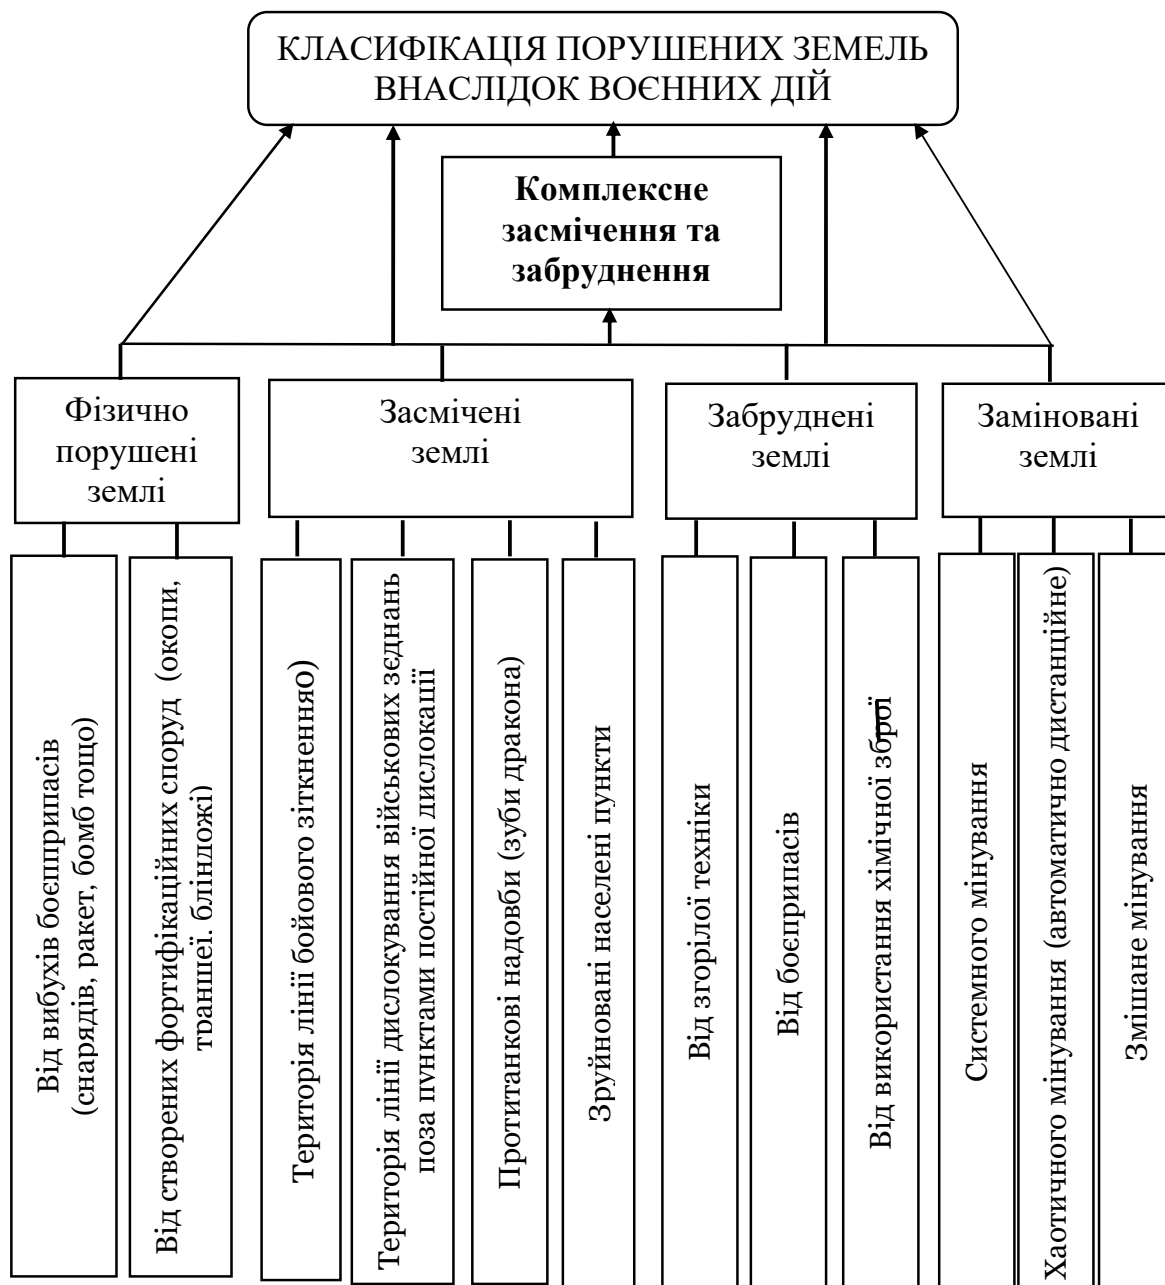 КЛАСИФІКАЦІЯ ПОРУШЕНИХ ЗЕМЕЛЬ
ВНАСЛІДОК ВОЄННИХ ДІЙ
Комплексне
засмічення та
забруднення
Фізично
порушені
землі
Засмічені
землі
Забруднені
землі
Заміновані
землі
Від вибухів боєпприпасів
(снарядів, ракет, бомб тощо)
Від створених фортифікаційних споруд (окопи,
траншеї. бліндожі)
Територія лінії бойового зіткненняо)
Територія лінії дислокування військових зєднань
поза пунктами постійної дислокації
Протитанкові надовби (зуби дракона)
Зруйновані населені пункти
Від згорілої техніки
Від боєприпасів
Від використання хімічної зброї
Системного мінування
Хаотичного мінування (автоматично дистанційне)
Змішане мінування